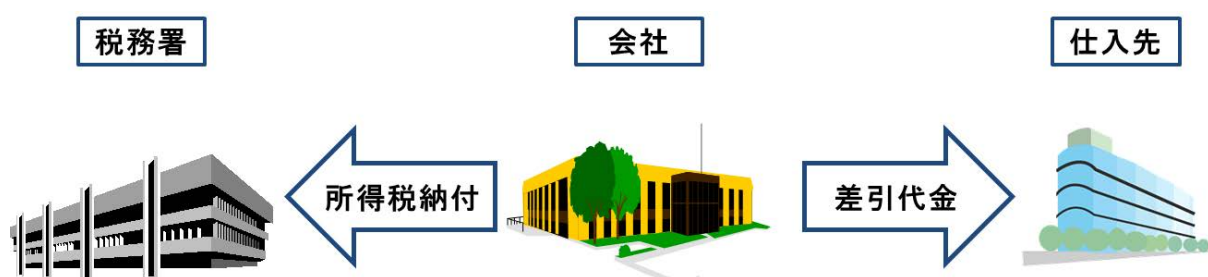 税務署
会社
仕入先
所得税納付
差引代金